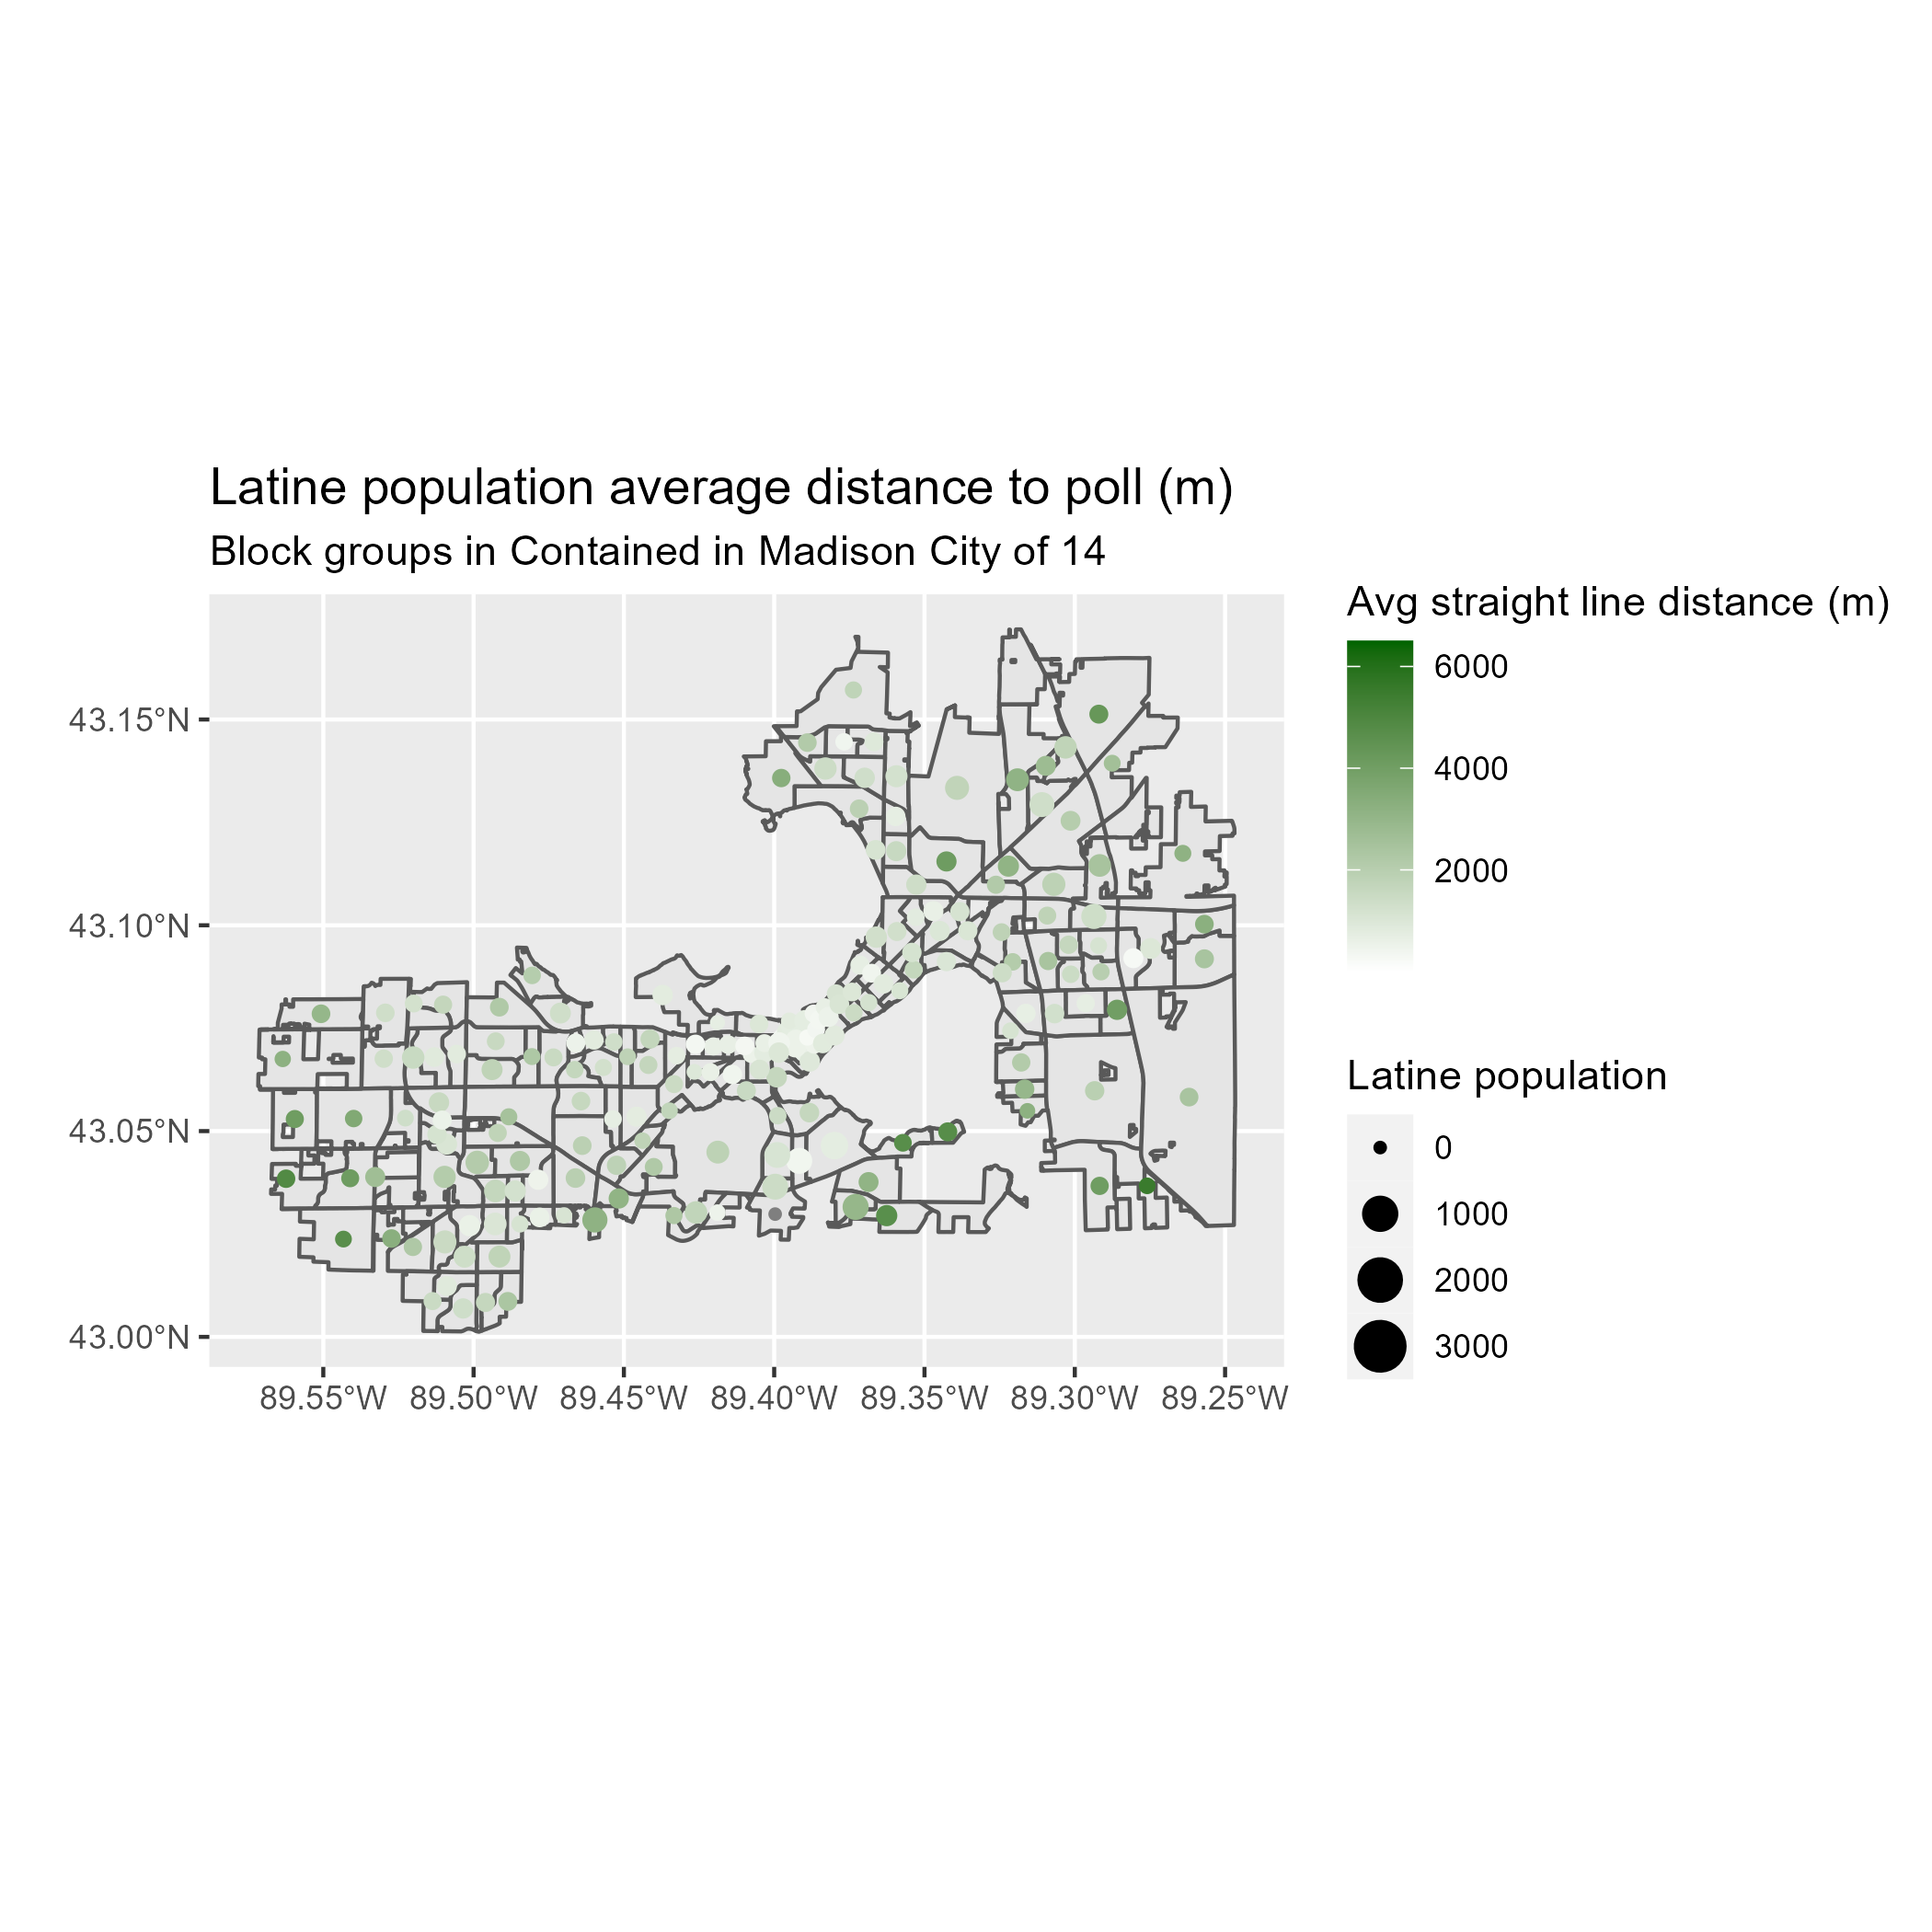 Latine population average distance to poll (m)
Block groups in Contained in Madison City of 14
Avg straight line distance (m)
6000
4000
2000
Latine population
0
1000
2000
3000
43.15°N
43.10°N
43.05°N
43.00°N
89.55°W 89.50°W 89.45°W 89.40°W 89.35°W 89.30°W 89.25°W